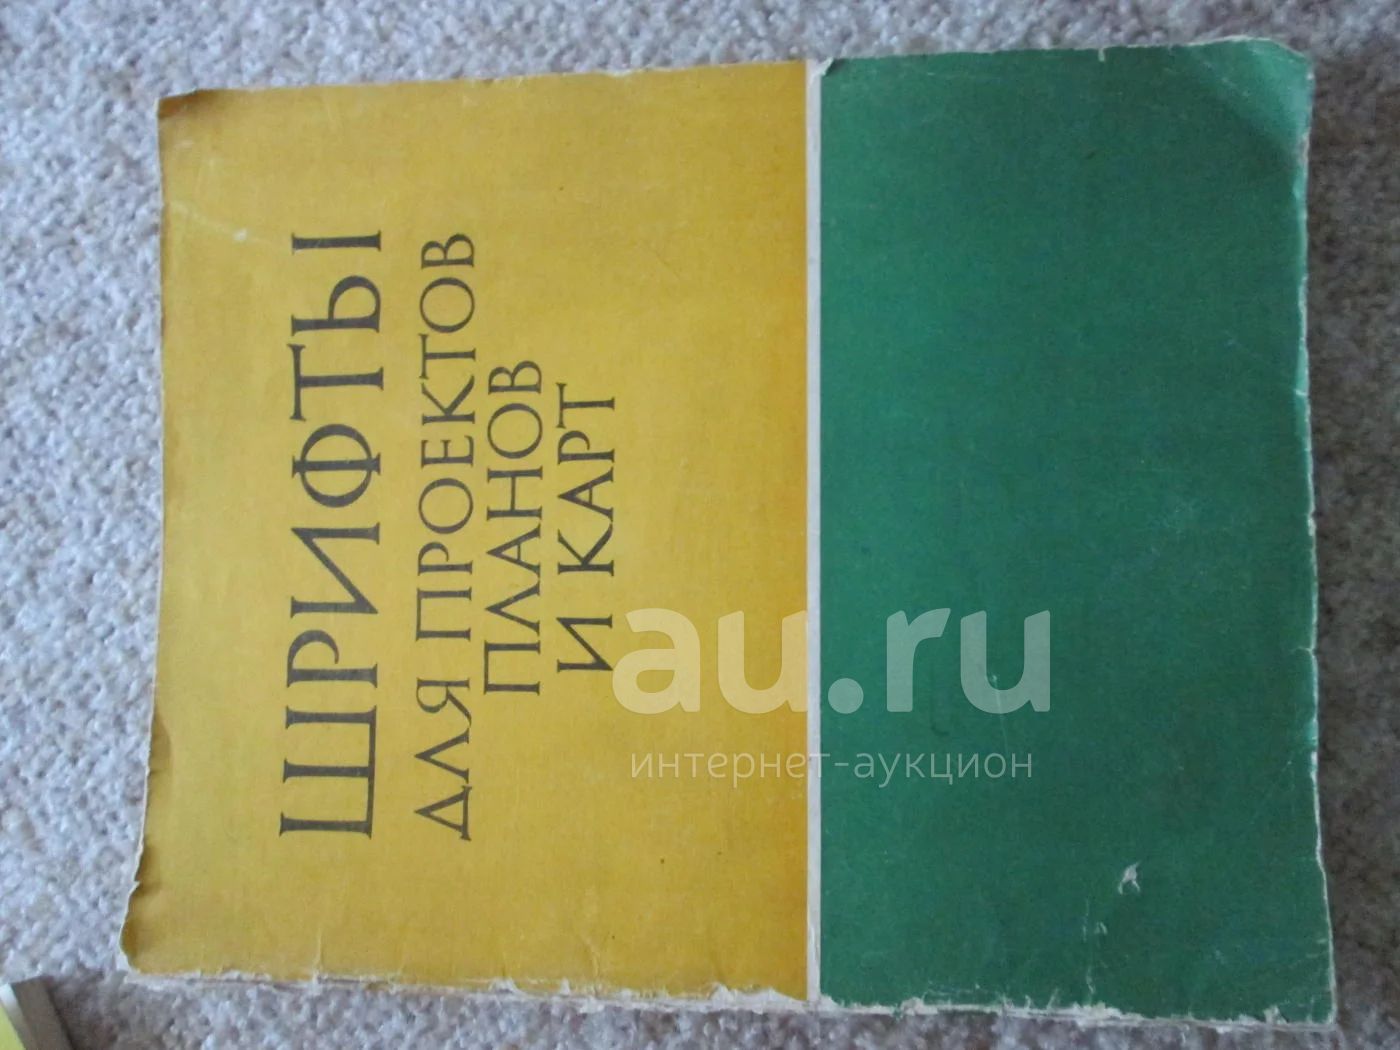 ШРИФТЫ
ДЛЯ ПРОЕКТОВ
ПЛАНОВ
И КАРТ
au.ru
интернет-аукцион